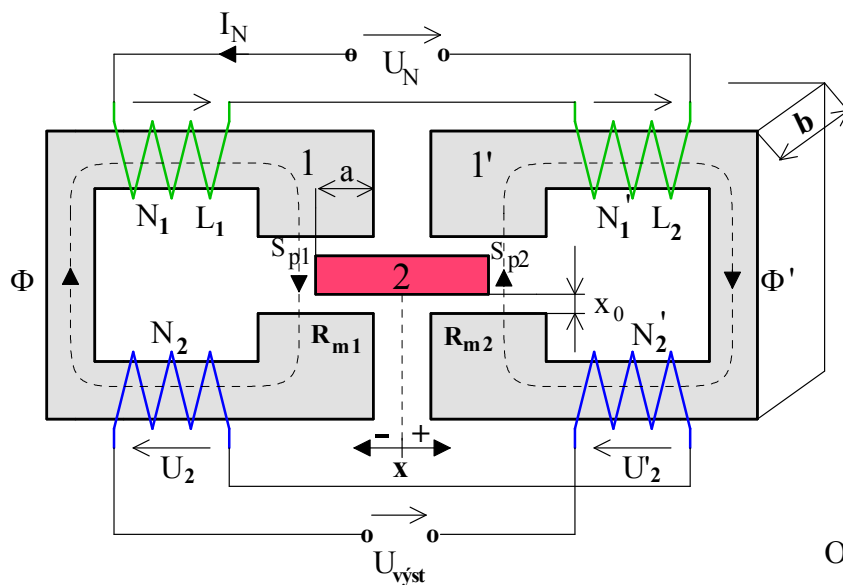 I_N
U_N
b
1 a 1'
N_1 L_1 N_1' L_2
S_p1 S_p2
2
Φ Φ'
x_0
N_2 R_m1 R_m2 N_2'
- +
U_2 x U'_2
U_výst
O